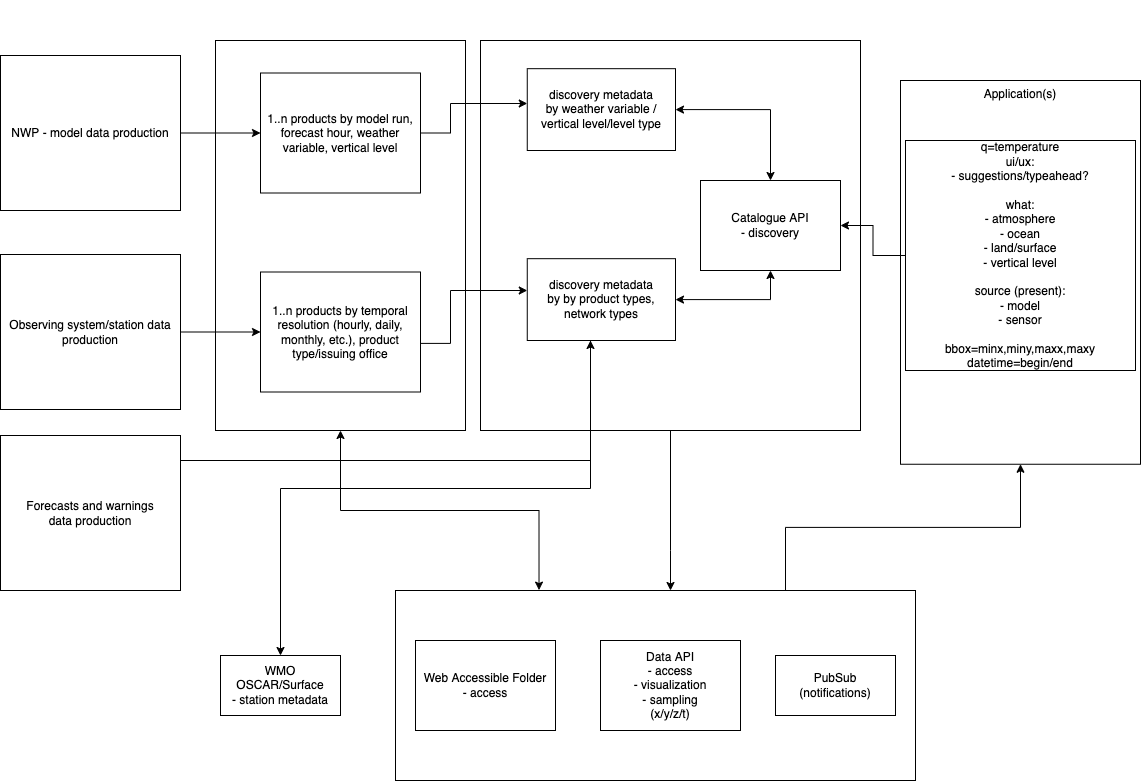 NWP - model data production
1..n products by model run,
forecast hour, weather
variable, vertical level
discovery metadata
by weather variable /
vertical level/level type
Application(s)
q=temperature
ui/ux:
- suggestions/typeahead?
what:
- atmosphere
- ocean
- land/surface
- vertical level
source (present):
- model
- sensor
bbox=minx,miny,maxx,maxy
datetime=begin/end
Catalogue API
- discovery
Observing system/station data
production
1..n products by temporal
resolution (hourly, daily,
monthly, etc.), product
type/issuing office
discovery metadata
by by product types,
network types
Forecasts and warnings
data production
WMO
OSCAR/Surface
- station metadata
Web Accessible Folder
- access
Data API
- access
- visualization
- sampling
(x/y/z/t)
PubSub
(notifications)